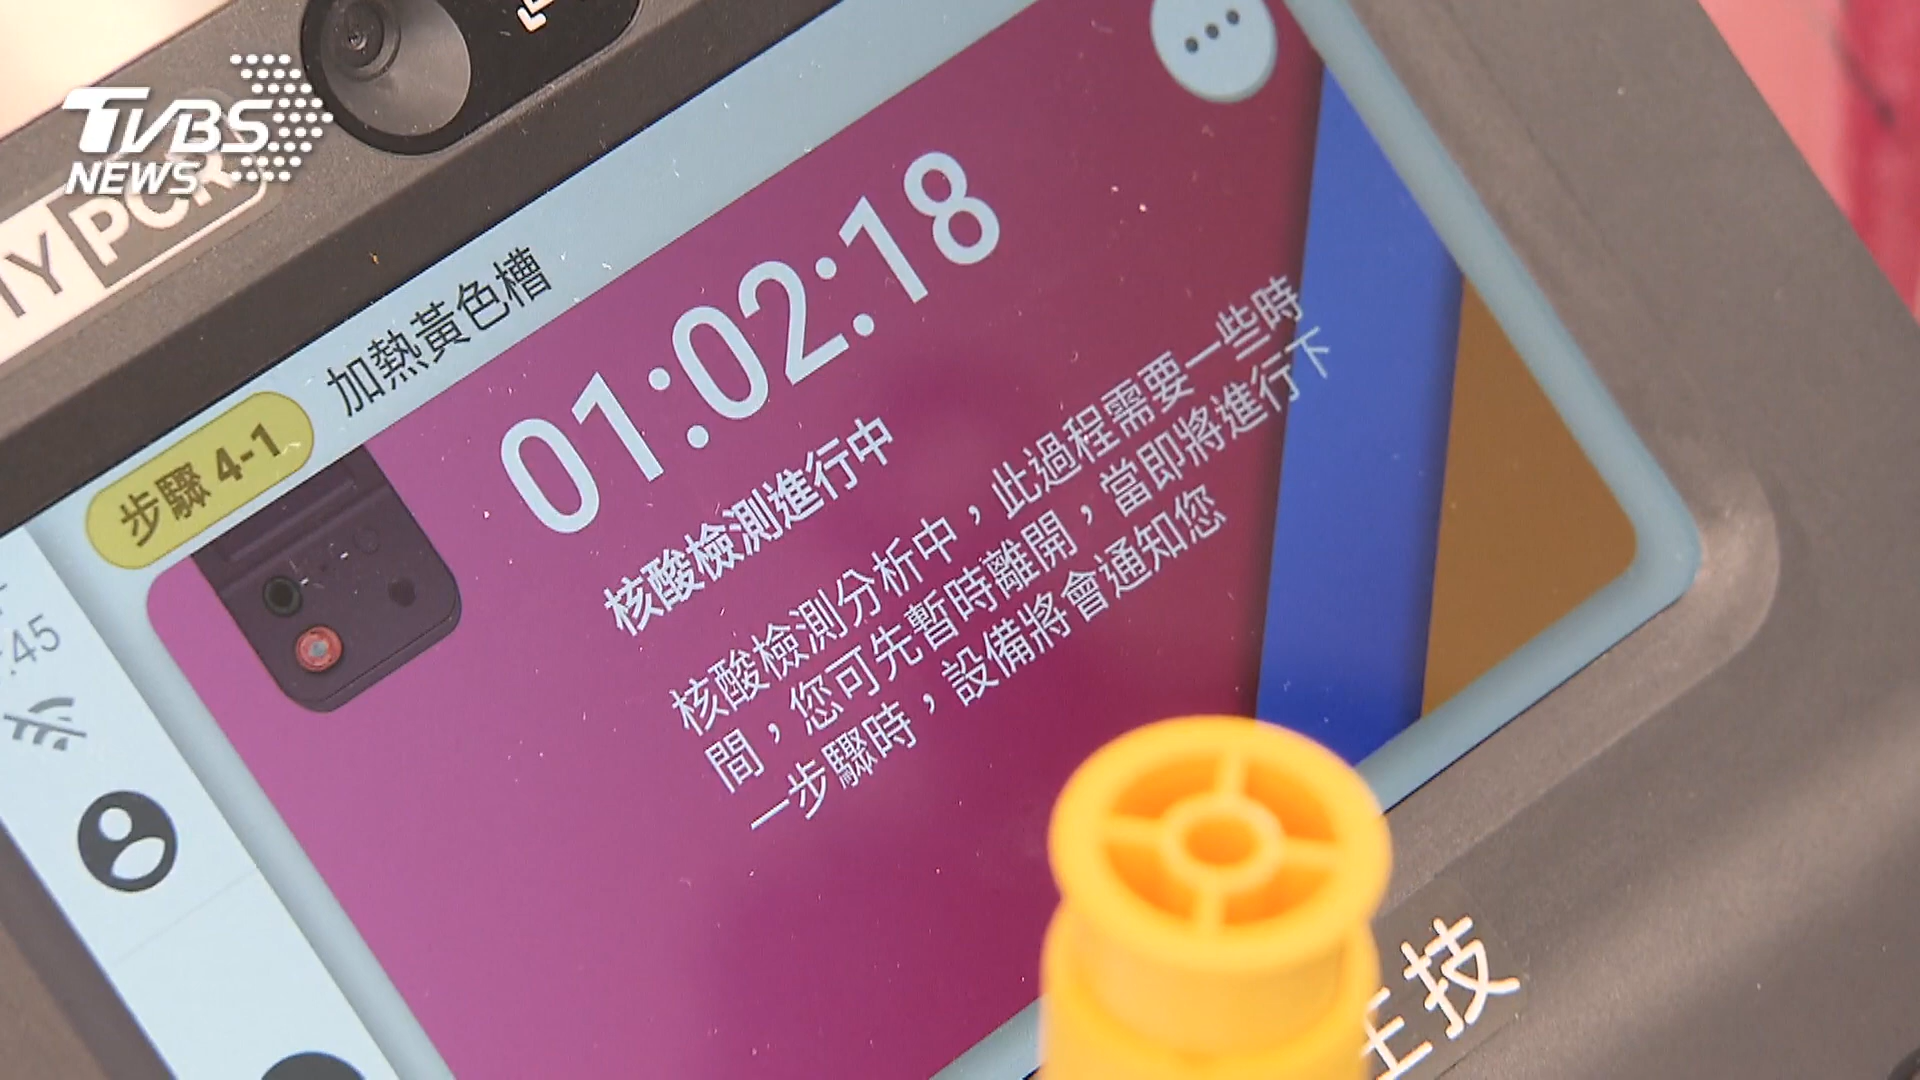 TVBS
NEWS
PCR
步驟 4-1
加熱黃色槽
01:02:18
核酸檢測進行中
核酸檢測分析中，此過程需要一些時
間，您可先暫時離開，當即將進行下
一步驟時，設備將會通知您
:45
技